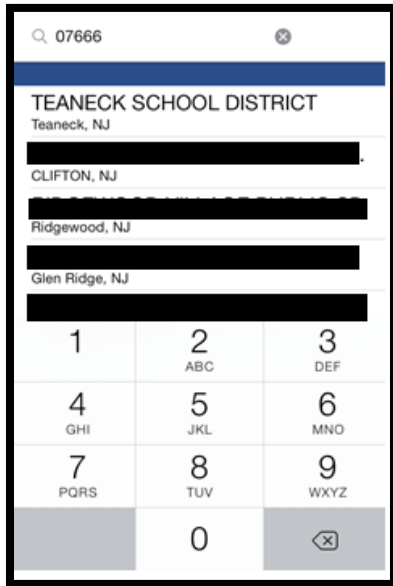 07666
TEANECK SCHOOL DISTRICT
Teaneck, NJ
CLIFTON, NJ
Ridgewood, NJ
Glen Ridge, NJ
1 2 3
ABC DEF
4 5 6
GHI JKL MNO
7 8 9
PQRS TUV WXYZ
0